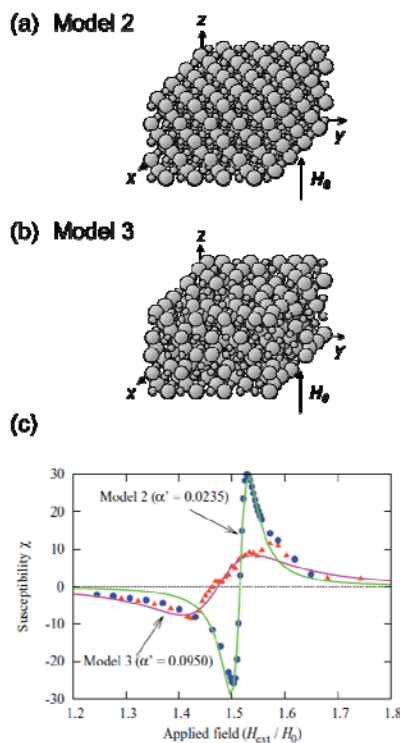 (a) Model 2
z
y
x
Hₑ
(b) Model 3
z
y
x
Hₑ
(c)
30
20
10
0
-10
-20
-30
Susceptibility χ
Model 2 (α' = 0.0235)
Model 3 (α' = 0.0950)
1.2 1.3 1.4 1.5 1.6 1.7 1.8
Applied field (Hext / H0)